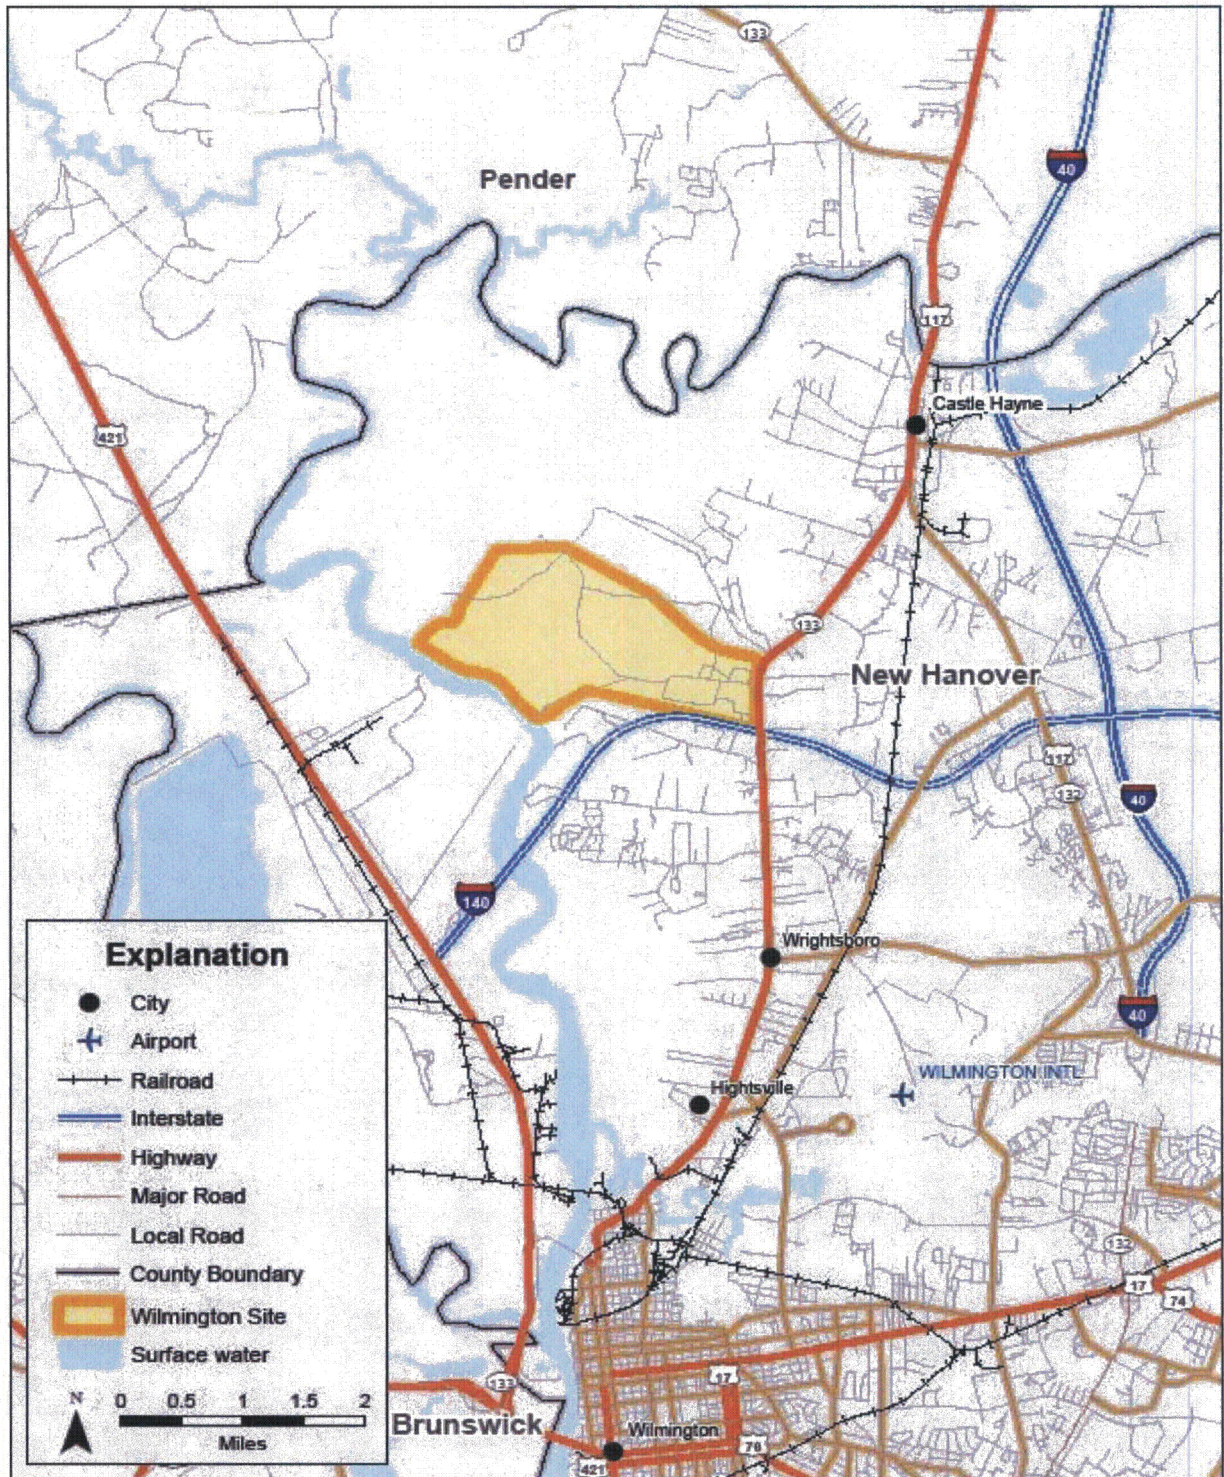 133
40
Pender
117
Castle Hayne
421
133
New Hanover
117
132
40
140
Wrightsboro
40
WILMINGTON INTL
Hightsville
132
17
74
133
17
Brunswick
Wilmington
76
421
Explanation
City
Airport
Railroad
Interstate
Highway
Major Road
Local Road
County Boundary
Wilmington Site
Surface water
N
0 0.5 1 1.5 2
Miles